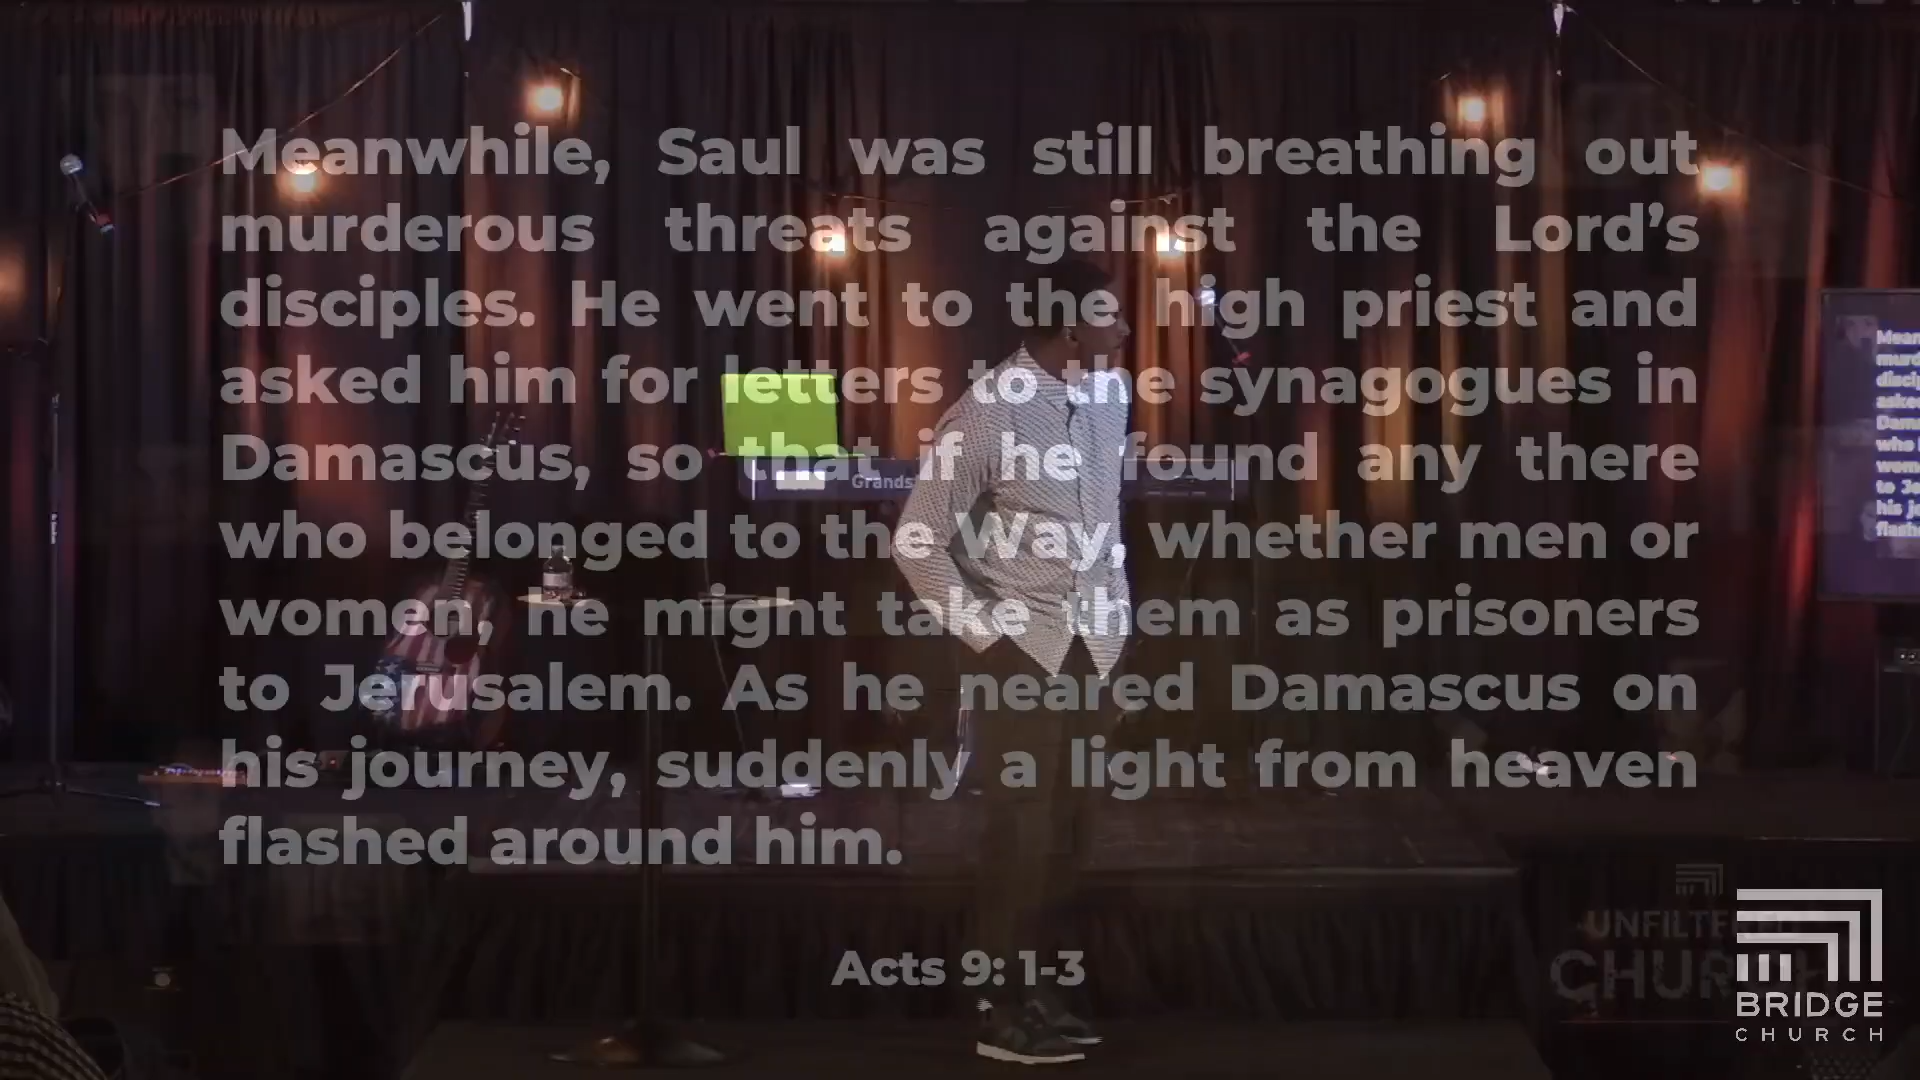 Meanwhile, Saul was still breathing out
murderous threats against the Lord's
disciples. He went to the high priest and
asked him for letters to the synagogues in
Damascus, so that if he found any there
who belonged to the Way, whether men or
women, he might take them as prisoners
to Jerusalem. As he neared Damascus on
his journey, suddenly a light from heaven
flashed around him.
Acts 9: 1-3
Grands
UNFILTERED
CHURCH
BRIDGE
CHURCH